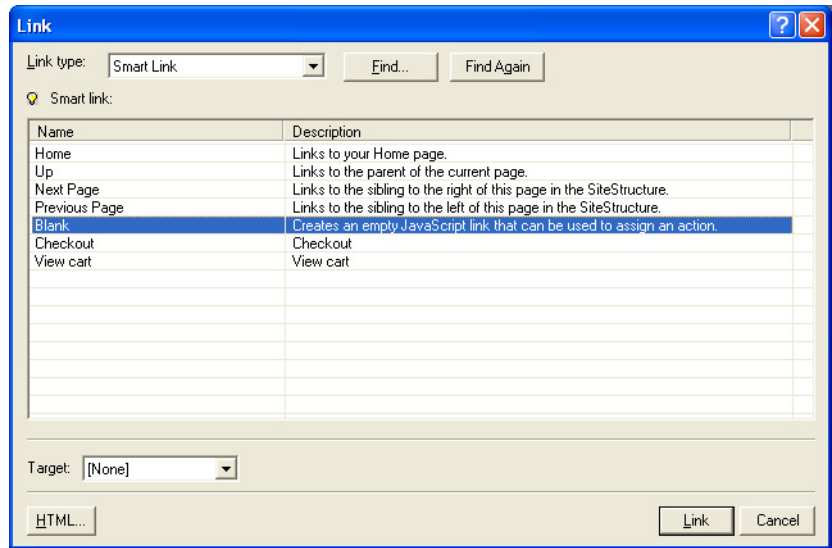 Link
Link type: Smart Link Find... Find Again
Smart link:
Name Description
Home Links to your Home page.
Up Links to the parent of the current page.
Next Page Links to the sibling to the right of this page in the SiteStructure.
Previous Page Links to the sibling to the left of this page in the SiteStructure.
Blank Creates an empty JavaScript link that can be used to assign an action.
Checkout Checkout
View cart View cart
Target: [None]
HTML... Link Cancel